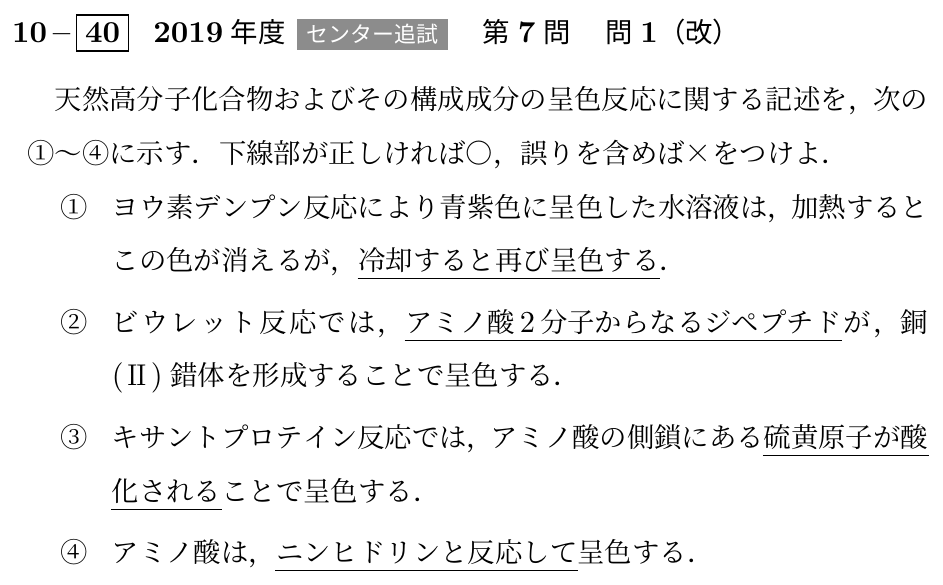 10－40 2019年度 センター追試 第7問 問1（改）
天然高分子化合物およびその構成成分の呈色反応に関する記述を，次の
①～④に示す．下線部が正しければ○，誤りを含めば×をつけよ．
① ヨウ素デンプン反応により青紫色に呈色した水溶液は，加熱すると
この色が消えるが，冷却すると再び呈色する．
② ビウレット反応では，アミノ酸2分子からなるジペプチドが，銅
(Ⅱ) 錯体を形成することで呈色する．
③ キサントプロテイン反応では，アミノ酸の側鎖にある硫黄原子が酸
化されることで呈色する．
④ アミノ酸は，ニンヒドリンと反応して呈色する．